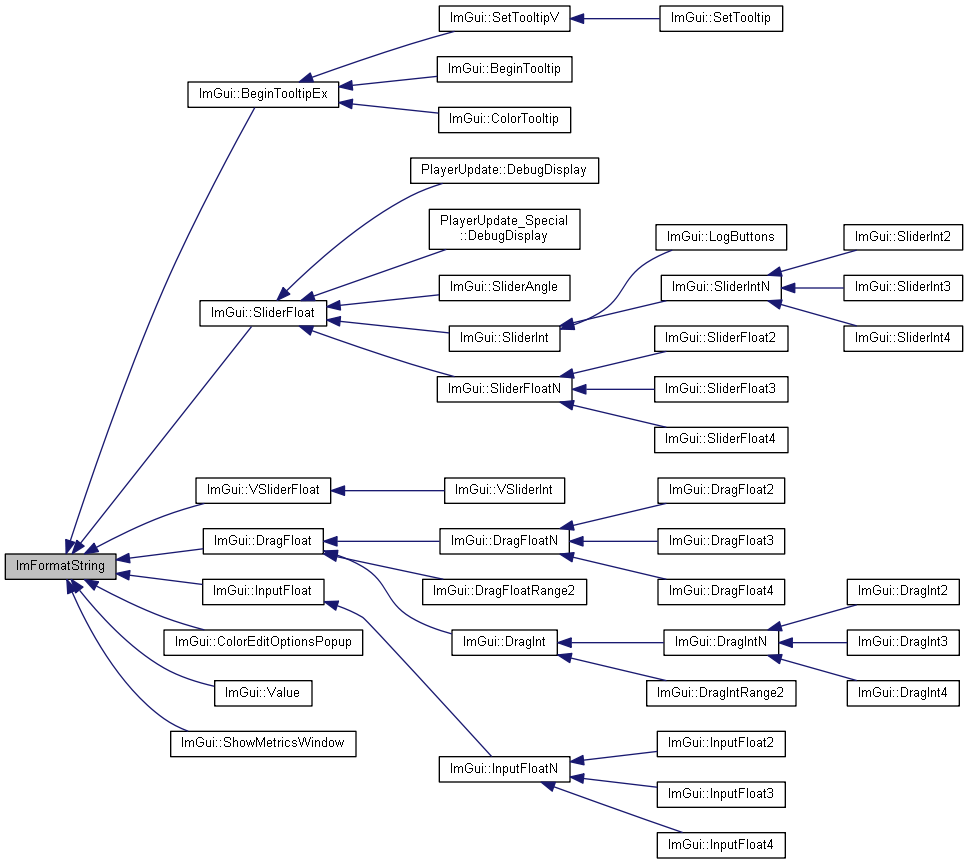 ImGui::SetTooltipV
ImGui::SetTooltip
ImGui::BeginTooltip
ImGui::BeginTooltipEx
ImGui::ColorTooltip
PlayerUpdate::DebugDisplay
PlayerUpdate_Special
::DebugDisplay
ImGui::LogButtons
ImGui::SliderInt2
ImGui::SliderAngle
ImGui::SliderIntN
ImGui::SliderInt3
ImGui::SliderFloat
ImGui::SliderInt
ImGui::SliderFloat2
ImGui::SliderInt4
ImGui::SliderFloatN
ImGui::SliderFloat3
ImGui::SliderFloat4
ImGui::VSliderFloat
ImGui::VSliderInt
ImGui::DragFloat2
ImGui::DragFloat
ImGui::DragFloatN
ImGui::DragFloat3
ImFormatString
ImGui::InputFloat
ImGui::DragFloatRange2
ImGui::DragFloat4
ImGui::DragInt2
ImGui::ColorEditOptionsPopup
ImGui::DragInt
ImGui::DragIntN
ImGui::DragInt3
ImGui::Value
ImGui::DragIntRange2
ImGui::DragInt4
ImGui::ShowMetricsWindow
ImGui::InputFloat2
ImGui::InputFloatN
ImGui::InputFloat3
ImGui::InputFloat4